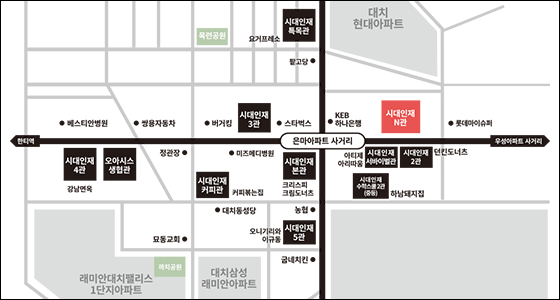 대치
현대아파트
시대인재
특목관
목련공원
요거프레소
팥고당
시대인재
3관
시대인재
N관
KEB
하나은행
베스티안병원
쌍용자동차
버거킹
스타벅스
롯데마이슈퍼
한티역
은마아파트 사거리
우성아파트 사거리
시대인재
4관
오아시스
생협관
정관장
미즈메디병원
시대인재
본관
아티제
아리따움
시대인재
서바이벌관
시대인재
2관
던킨도너츠
강남면옥
시대인재
커피관
커피볶는집
크리스피
크림도너츠
시대인재
수학스쿨 2관
(중등)
하남돼지집
대치동성당
농협
묘동교회
오니기리와
이규동
시대인재
5관
까치공원
굽네치킨
래미안대치팰리스
1단지아파트
대치삼성
래미안아파트